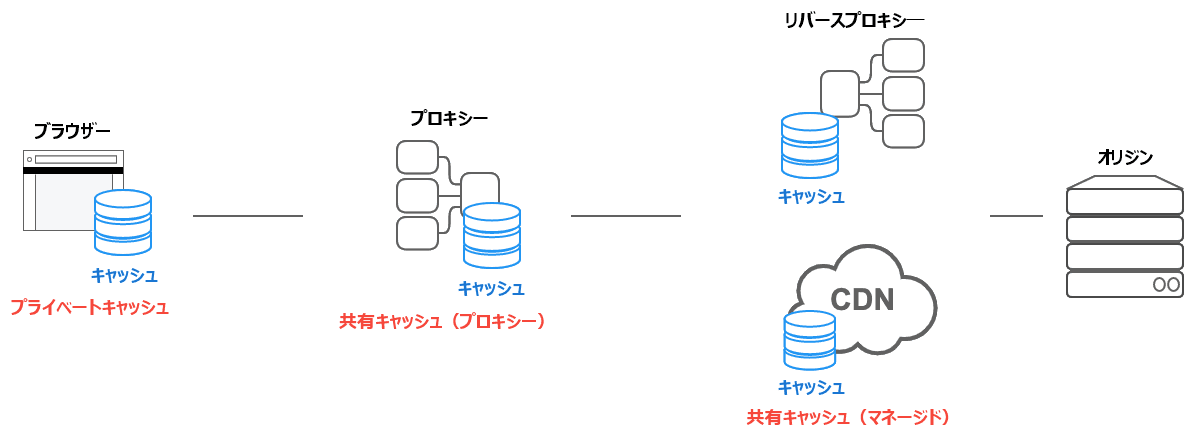 ブラウザー
キャッシュ
プライベートキャッシュ
プロキシー
キャッシュ
共有キャッシュ（プロキシー）
リバースプロキシー
キャッシュ
CDN
キャッシュ
共有キャッシュ（マネージド）
オリジン